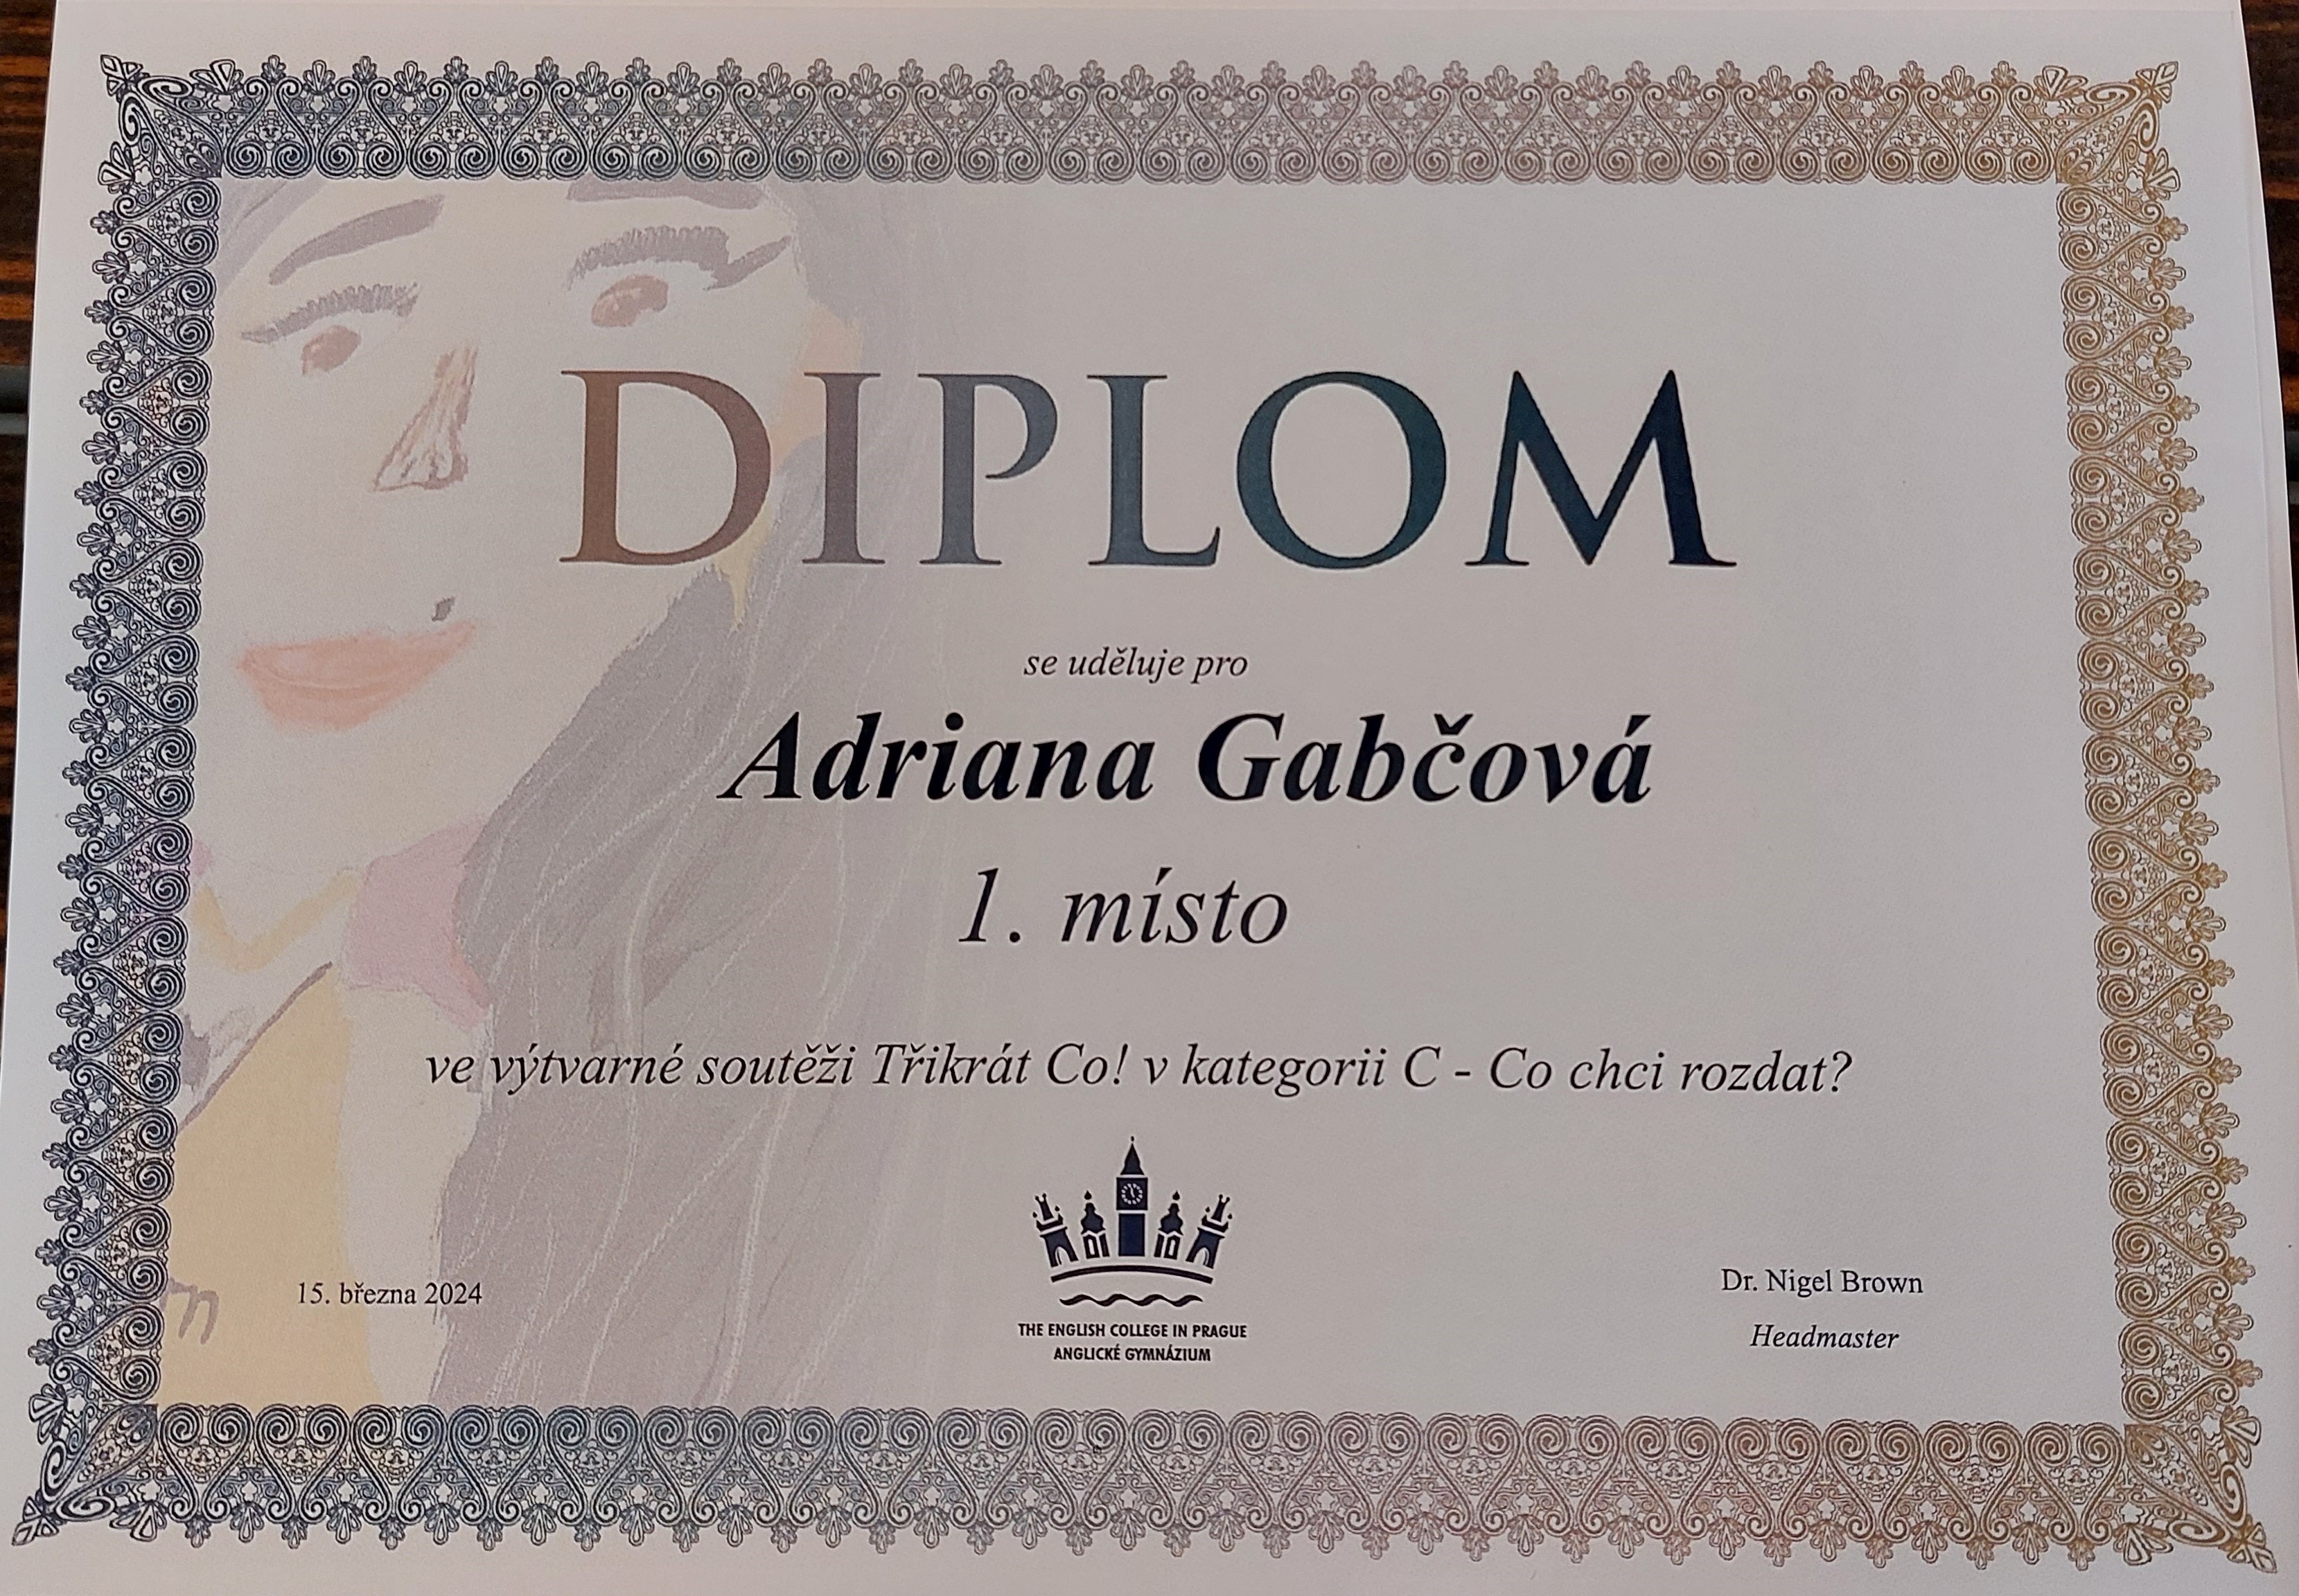 DIPLOM
se uděluje pro
Adriana Gabčová
1. místo
ve výtvarné soutěži Třikrát Co! v kategorii C - Co chci rozdat?
THE ENGLISH COLLEGE IN PRAGUE
ANGLICKÉ GYMNÁZIUM
15. března 2024
Dr. Nigel Brown
Headmaster